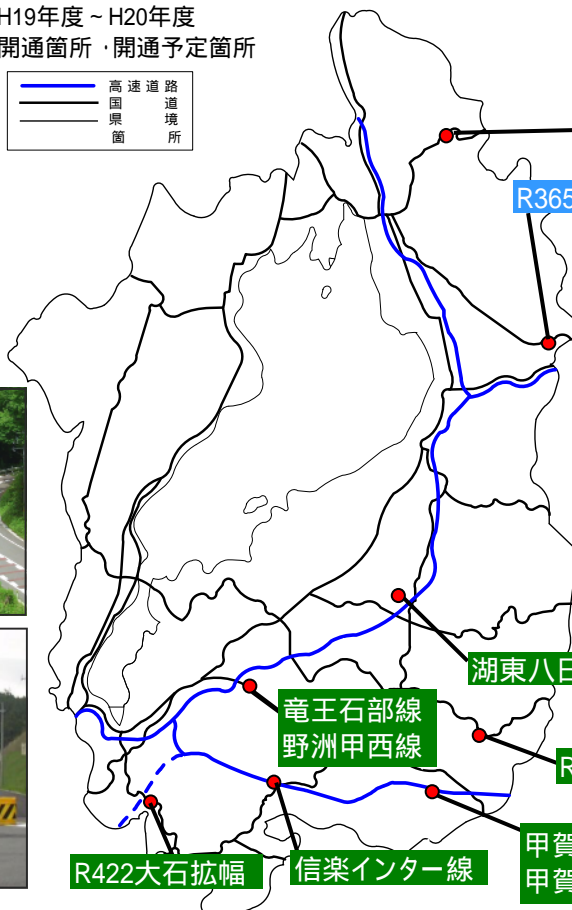 H19年度~H20年度
開通箇所・開通予定箇所
高速道路
国道
県境
箇所
R365
湖東八日
竜王石部線
野洲甲西線
R
甲賀
甲賀
R422大石拡幅
信楽インター線